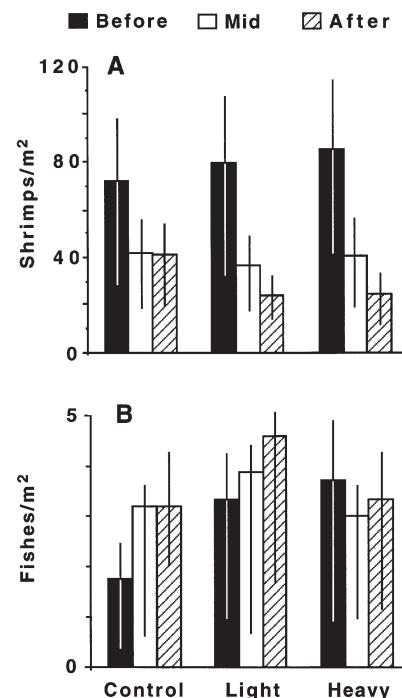 Before Mid After
A
120
80
40
0
Shrimps/m²
B
5
0
Fishes/m²
Control Light Heavy